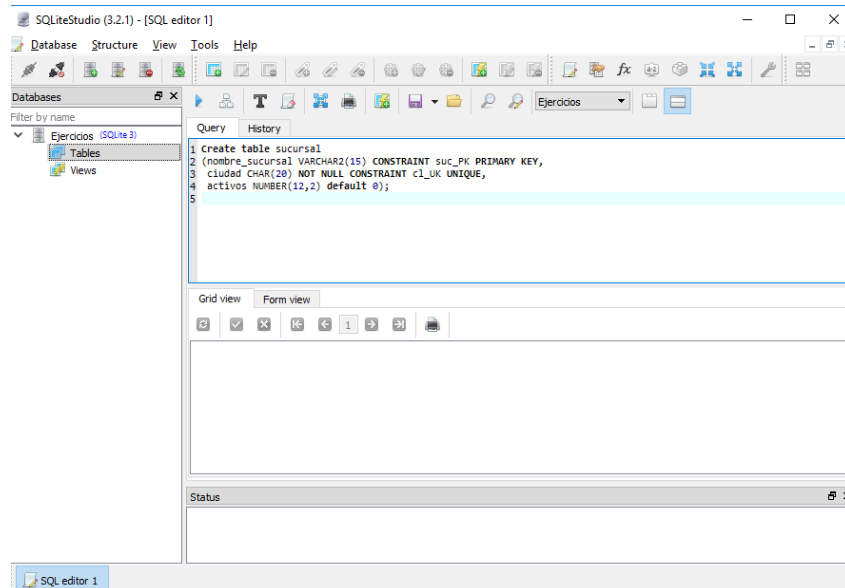 SQLiteStudio (3.2.1) - [SQL editor 1]
Database Structure View Tools Help
Databases
Filter by name
Ejercicios (SQLite 3)
Tables
Views
Ejercicios
Query History
1 Create table sucursal
2 (nombre_sucursal VARCHAR2(15) CONSTRAINT suc_PK PRIMARY KEY,
3 ciudad CHAR(20) NOT NULL CONSTRAINT cl_UK UNIQUE,
4 activos NUMBER(12,2) default 0);
5
Grid view Form view
1
Status
SQL editor 1